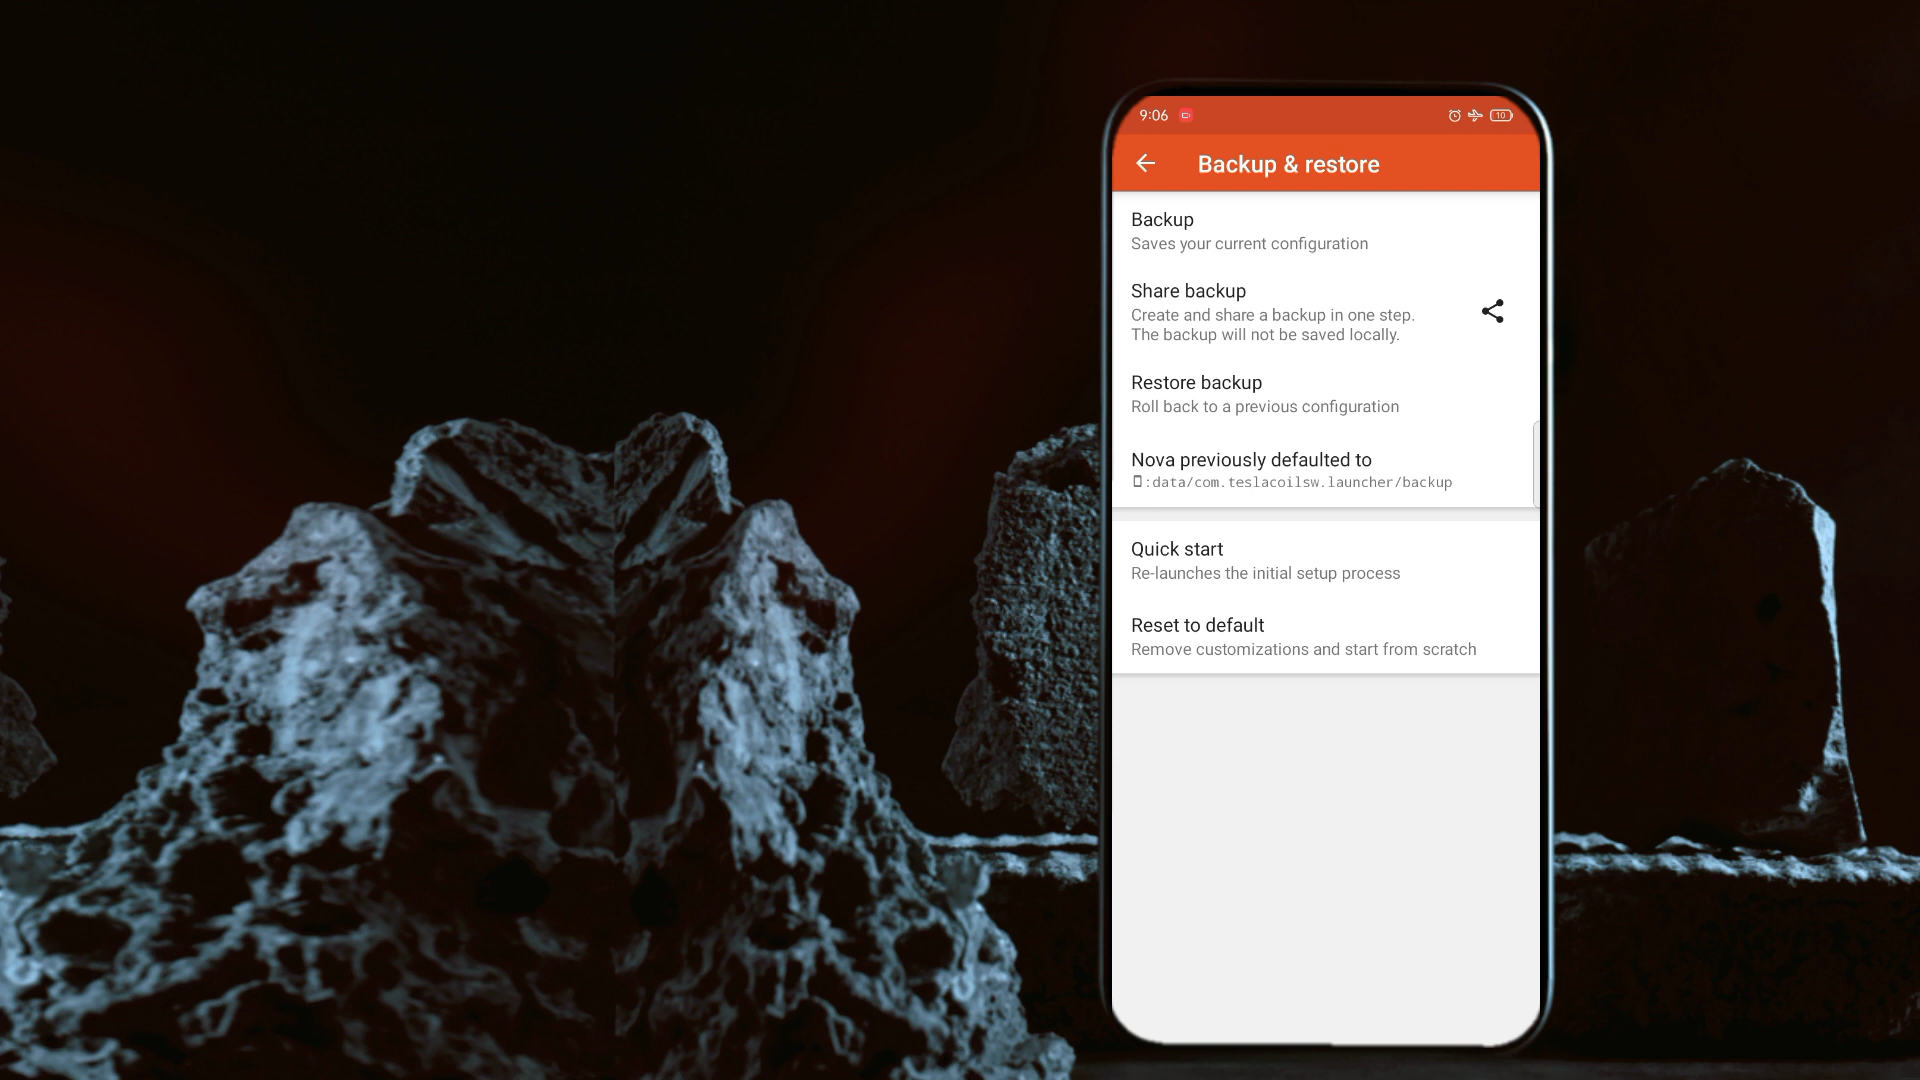 9:06
10
Backup & restore
Backup
Saves your current configuration
Share backup
Create and share a backup in one step.
The backup will not be saved locally.
Restore backup
Roll back to a previous configuration
Nova previously defaulted to
:data/com.teslacoilsw.launcher/backup
Quick start
Re-launches the initial setup process
Reset to default
Remove customizations and start from scratch